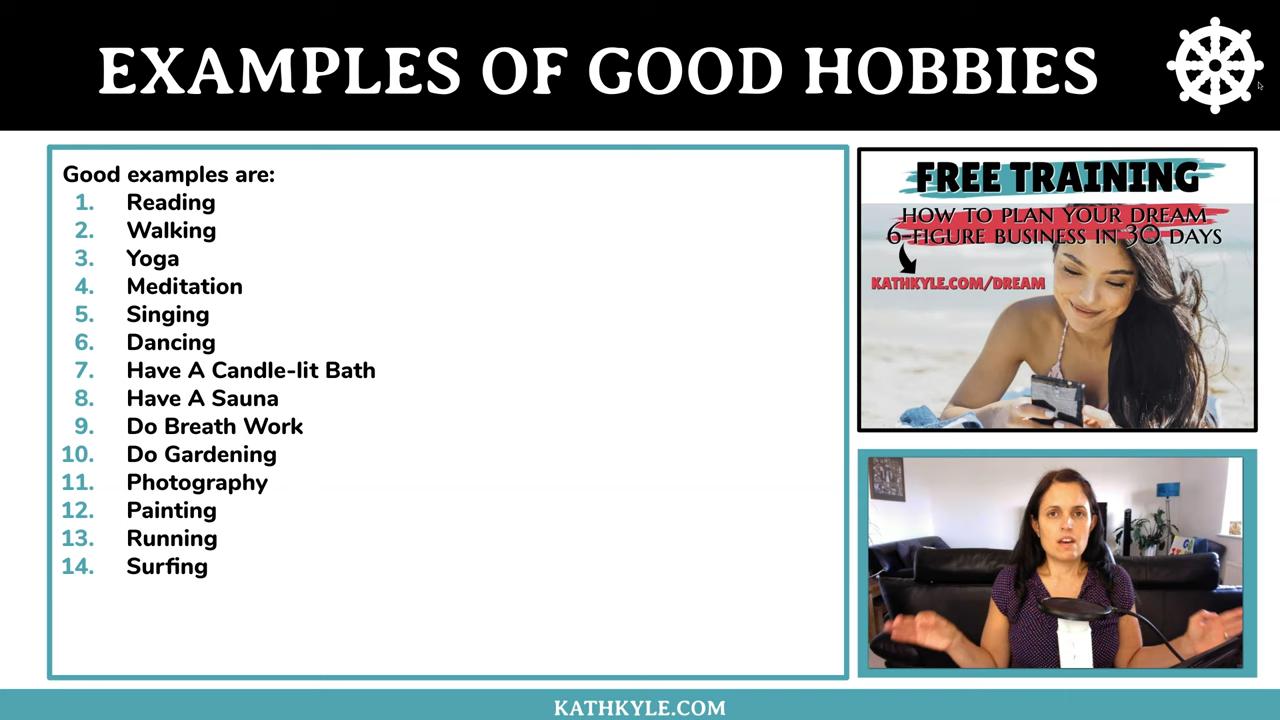 EXAMPLES OF GOOD HOBBIES
Good examples are:
1. Reading
2. Walking
3. Yoga
4. Meditation
5. Singing
6. Dancing
7. Have A Candle-lit Bath
8. Have A Sauna
9. Do Breath Work
10. Do Gardening
11. Photography
12. Painting
13. Running
14. Surfing
FREE TRAINING
HOW TO PLAN YOUR DREAM
6-FIGURE BUSINESS IN 30 DAYS
KATHKYLE.COM/DREAM
KATHKYLE.COM